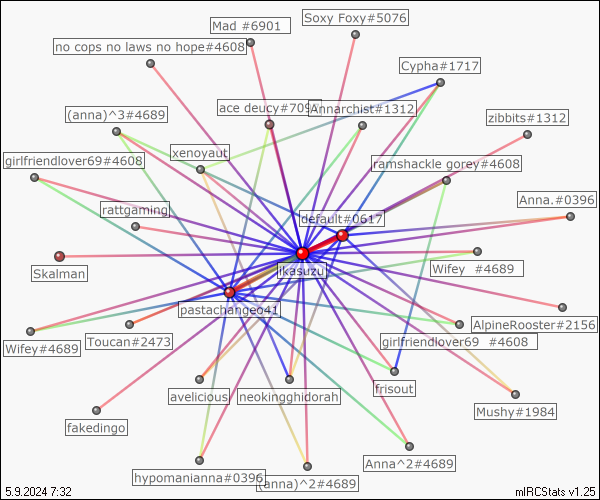 Soxy Foxy#5076
Mad #6901
no cops no laws no hope#4608
Cypha#1717
ace deucy#709
Annarchist#1312
(anna)^3#4689
zibbits#1312
xenoyaut
girlfriendlover69#4608
ramshackle gorey#4608
Anna.#0396
rattgaming
default#0617
Skalman
ikasuzu
Wifey #4689
pastachangeo41
AlpineRooster#2156
Wifey#4689
Toucan#2473
girlfriendlover69 #4608
avelicious
neokingghidorah
frisout
Mushy#1984
fakedingo
Anna^2#4689
hypomanianna#0396
(anna)^2#4689
5.9.2024 7:32
mIRCStats v1.25